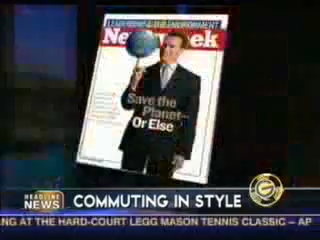 LEADERSHIP & THE ENVIRONMENT
Newsweek
Save the
Planet—
Or Else
HEADLINE
NEWS
COMMUTING IN STYLE
NG AT THE HARD-COURT LEGG MASON TENNIS CLASSIC – AP